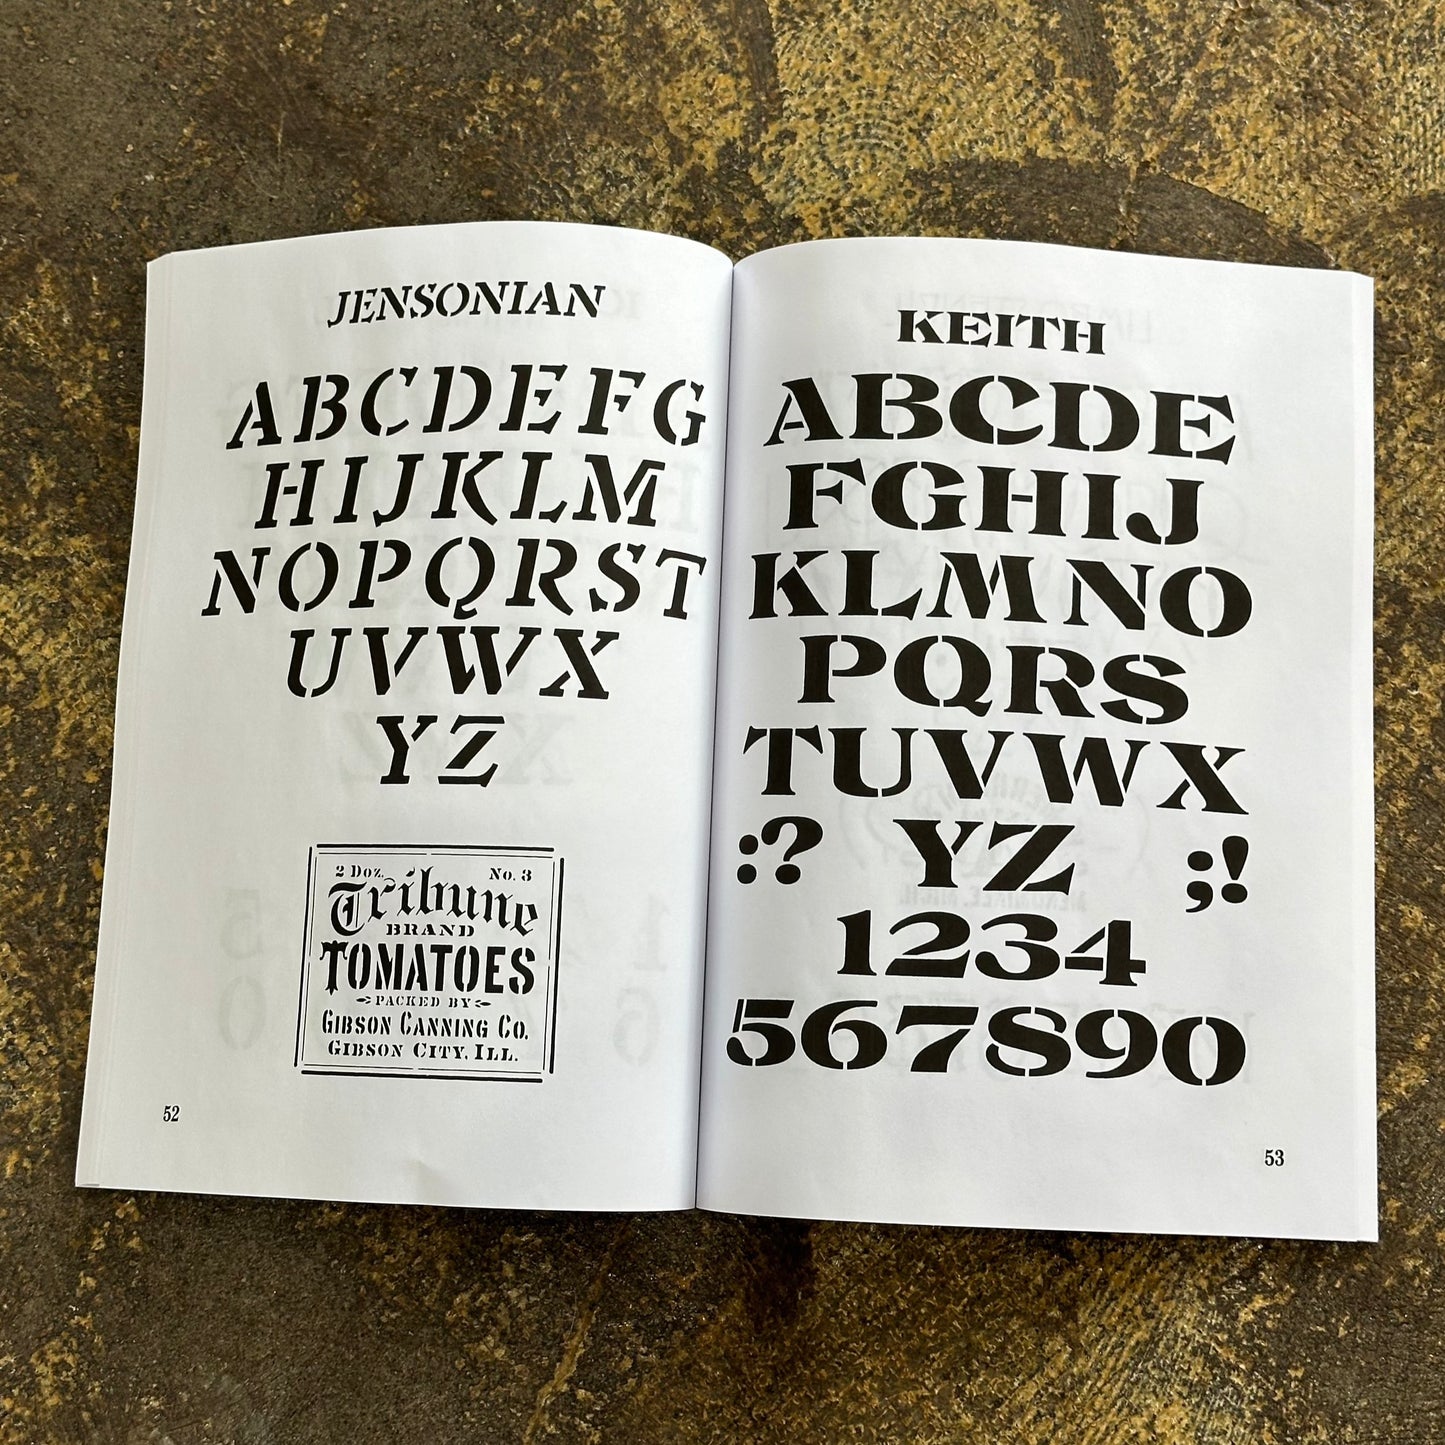 JENSONIAN
ABCDEFG
HIJKLM
NOPQRST
UVWX
YZ
2 Doz. No. 3
Tribune
BRAND
TOMATOES
PACKED BY
GIBSON CANNING CO.
GIBSON CITY, ILL.
52
KEITH
ABCDE
FGHIJ
KLMNO
PQRS
TUVWX
:? YZ ;!
1234
567890
53